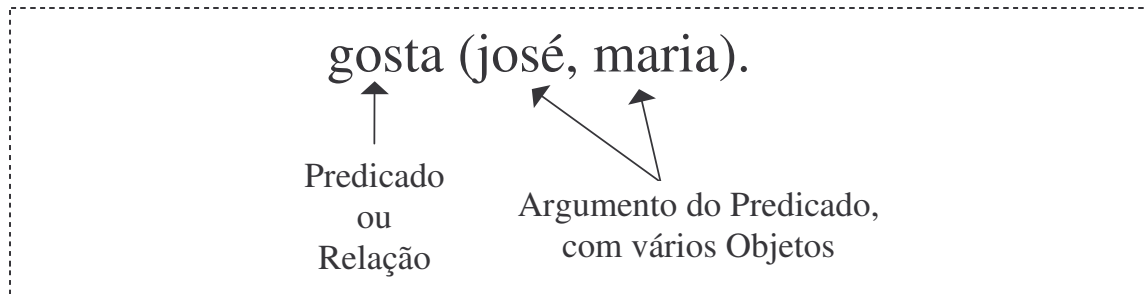 gosta (josé, maria).
Predicado
ou
Relação
Argumento do Predicado,
com vários Objetos